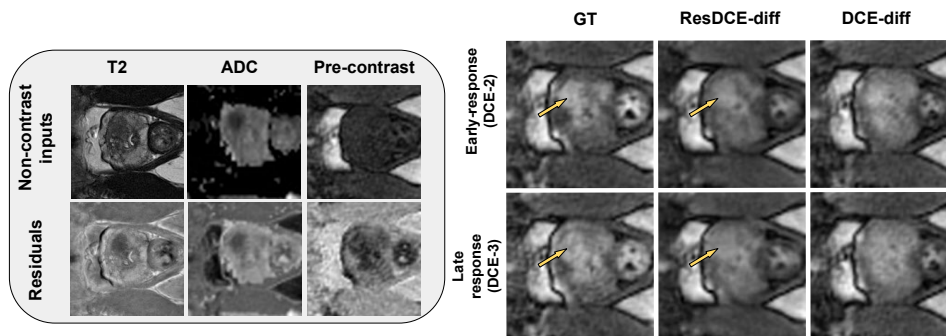 T2 ADC Pre-contrast
Non-contrast
inputs
Residuals
GT ResDCE-diff DCE-diff
Early-response
(DCE-2)
Late
response
(DCE-3)